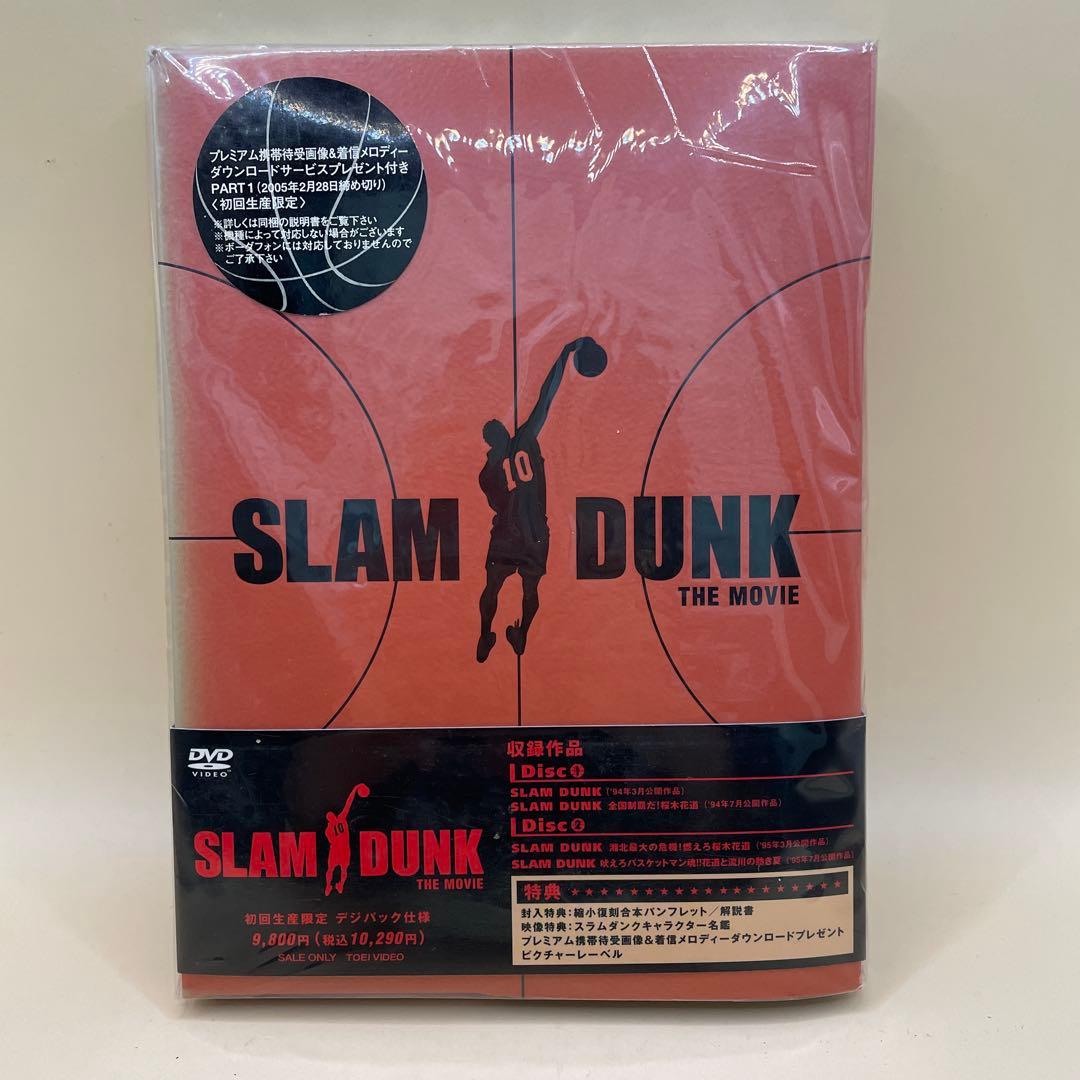 プレミアム携帯待受画像&着信メロディー
ダウンロードサービスプレゼント付き
PART1(2005年2月28日締め切り)
〈初回生産限定〉
※詳しくは同梱の説明書をご覧下さい
※機種によって対応しない場合がございます
※ボーダフォンには対応しておりませんので
ご了承下さい
10
SLAM DUNK
THE MOVIE
DVD
VIDEO
10
SLAM DUNK
THE MOVIE
初回生産限定 デジパック仕様
9,800円(税込10,290円)
SALE ONLY TOEI VIDEO
収録作品
Disc❶
SLAM DUNK('94年3月公開作品)
SLAM DUNK 全国制覇だ!桜木花道('94年7月公開作品)
Disc❷
SLAM DUNK 湘北最大の危機!燃えろ桜木花道('95年3月公開作品)
SLAM DUNK 吠えろバスケットマン魂!!花道と流川の熱き夏('95年7月公開作品)
特典
封入特典:縮小復刻合本パンフレット/解説書
映像特典:スラムダンクキャラクター名鑑
プレミアム携帯待受画像&着信メロディーダウンロードプレゼント
ピクチャーレーベル